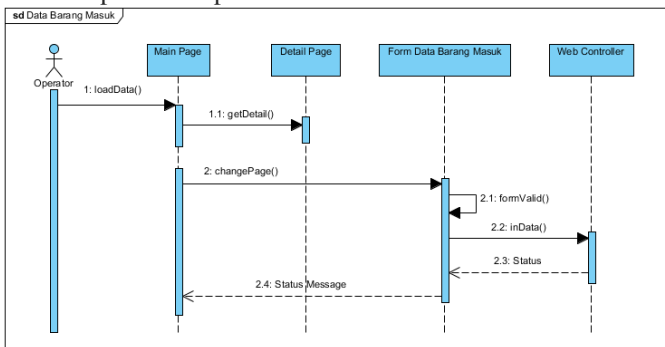 sd Data Barang Masuk
Main Page
Detail Page
Form Data Barang Masuk
Web Controller
Operator
1: loadData()
1.1: getDetail()
2: changePage()
2.1: formValid()
2.2: inData()
2.3: Status
2.4: Status Message